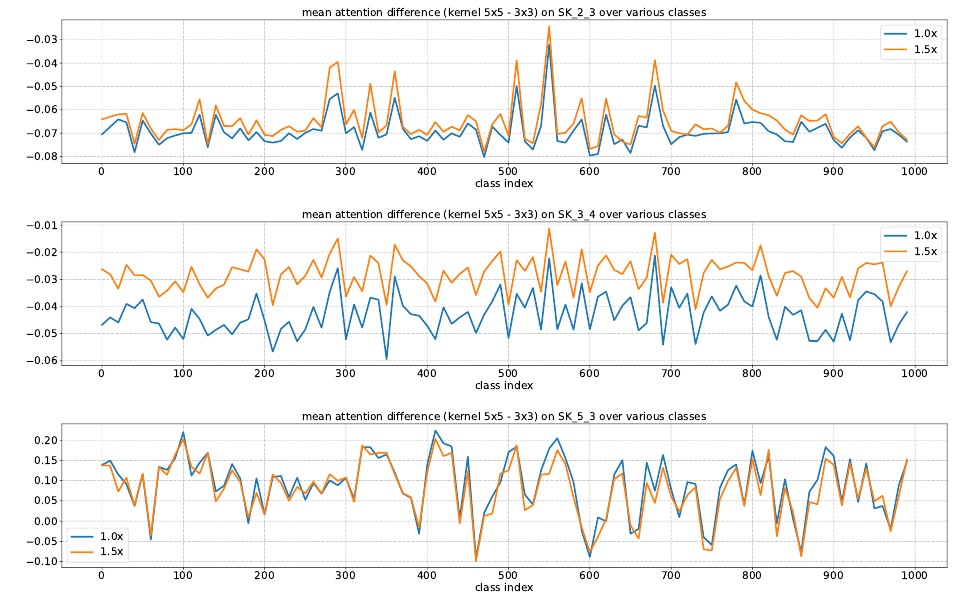 mean attention difference (kernel 5x5 - 3x3) on SK_2_3 over various classes
−0.03
−0.04
−0.05
−0.06
−0.07
−0.08
1.0x
1.5x
0 100 200 300 400 500 600 700 800 900 1000
class index
mean attention difference (kernel 5x5 - 3x3) on SK_3_4 over various classes
−0.01
−0.02
−0.03
−0.04
−0.05
−0.06
1.0x
1.5x
0 100 200 300 400 500 600 700 800 900 1000
class index
mean attention difference (kernel 5x5 - 3x3) on SK_5_3 over various classes
0.20
0.15
0.10
0.05
0.00
−0.05
−0.10
1.0x
1.5x
0 100 200 300 400 500 600 700 800 900 1000
class index